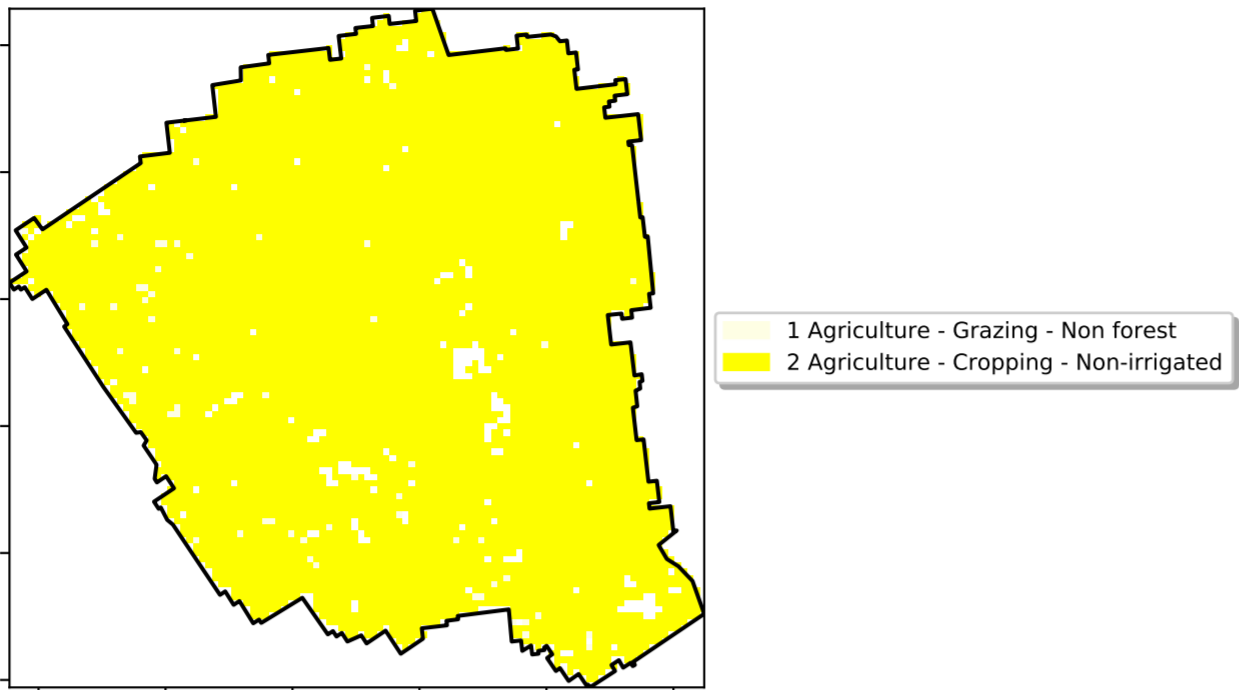 1 Agriculture - Grazing - Non forest
2 Agriculture - Cropping - Non-irrigated